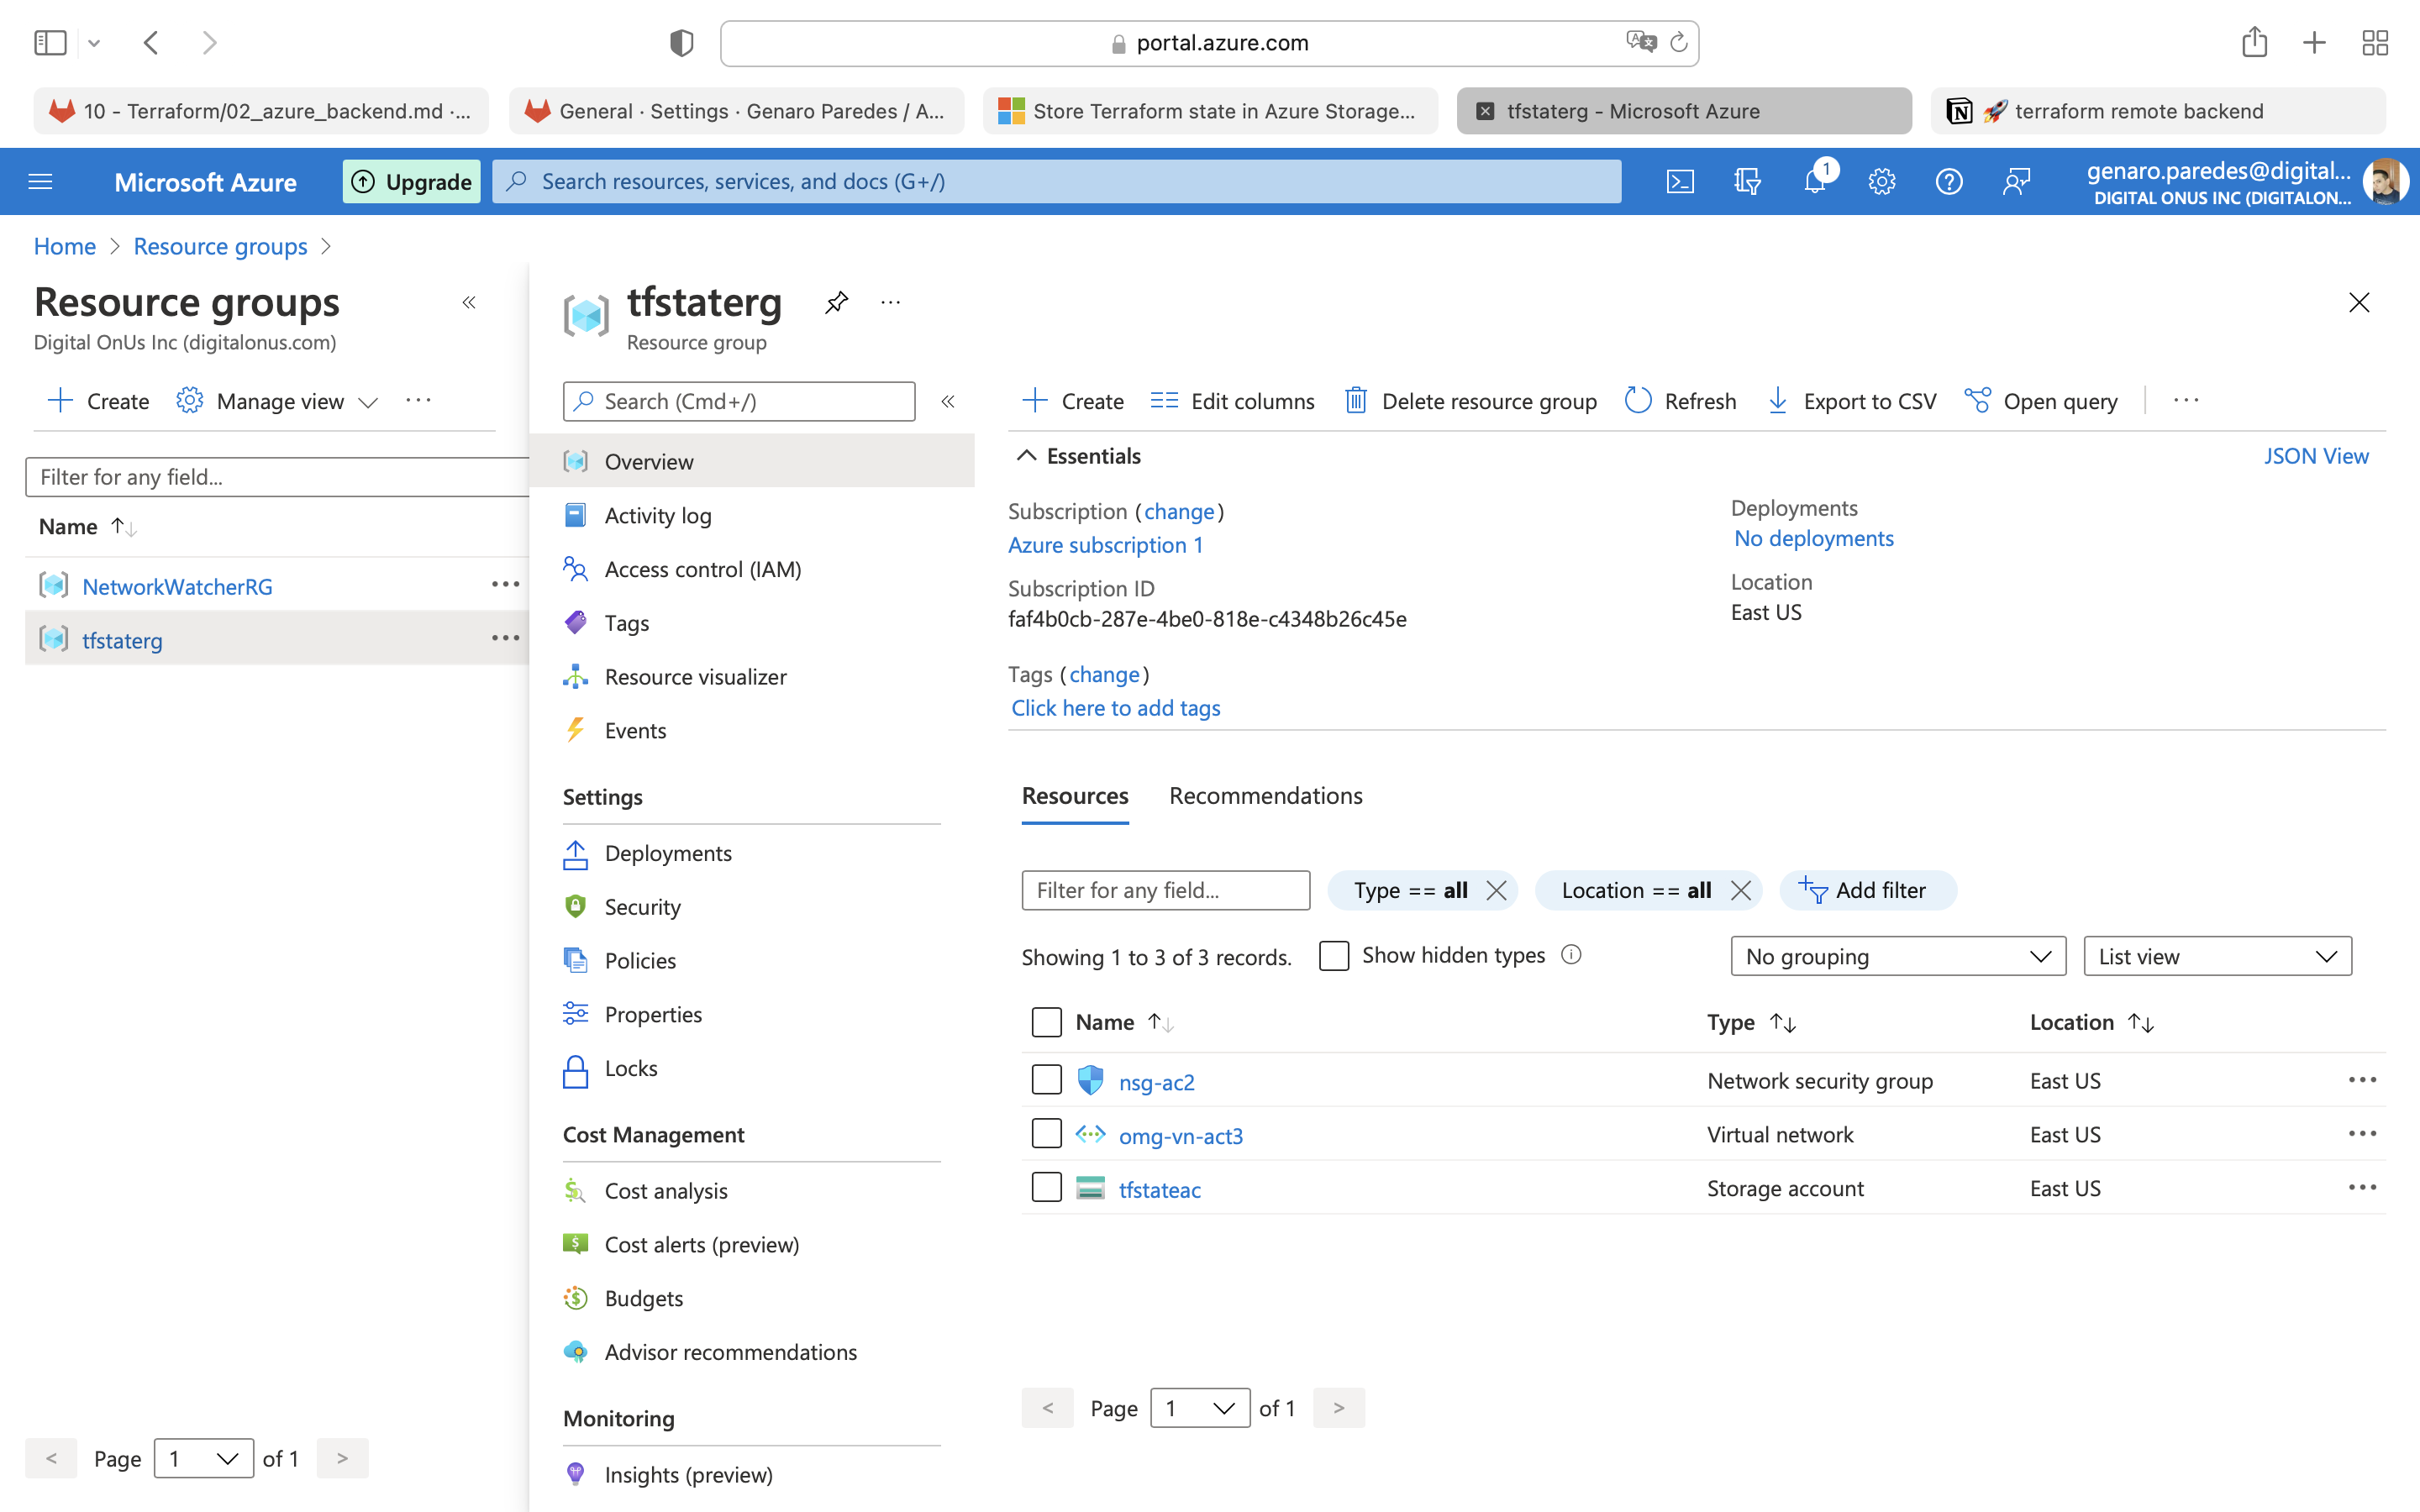 portal.azure.com
10 - Terraform/02_azure_backend.md ·...
General · Settings · Genaro Paredes / A...
Store Terraform state in Azure Storage...
tfstaterg - Microsoft Azure
🚀 terraform remote backend
Microsoft Azure
Upgrade
Search resources, services, and docs (G+/)
1
genaro.paredes@digital...
DIGITAL ONUS INC (DIGITALON...
Home > Resource groups >
Resource groups
Digital OnUs Inc (digitalonus.com)
Create
Manage view
Filter for any field...
Name
NetworkWatcherRG
tfstaterg
Page 1 of 1
tfstaterg
Resource group
Search (Cmd+/)
Overview
Activity log
Access control (IAM)
Tags
Resource visualizer
Events
Settings
Deployments
Security
Policies
Properties
Locks
Cost Management
Cost analysis
Cost alerts (preview)
Budgets
Advisor recommendations
Monitoring
Insights (preview)
Create
Edit columns
Delete resource group
Refresh
Export to CSV
Open query
Essentials
JSON View
Subscription (change)
Azure subscription 1
Subscription ID
faf4b0cb-287e-4be0-818e-c4348b26c45e
Tags (change)
Click here to add tags
Deployments
No deployments
Location
East US
Resources
Recommendations
Filter for any field...
Type == all
Location == all
Add filter
Showing 1 to 3 of 3 records.
Show hidden types
No grouping
List view
Name
Type
Location
nsg-ac2
Network security group
East US
omg-vn-act3
Virtual network
East US
tfstateac
Storage account
East US
< Page 1 of 1 >